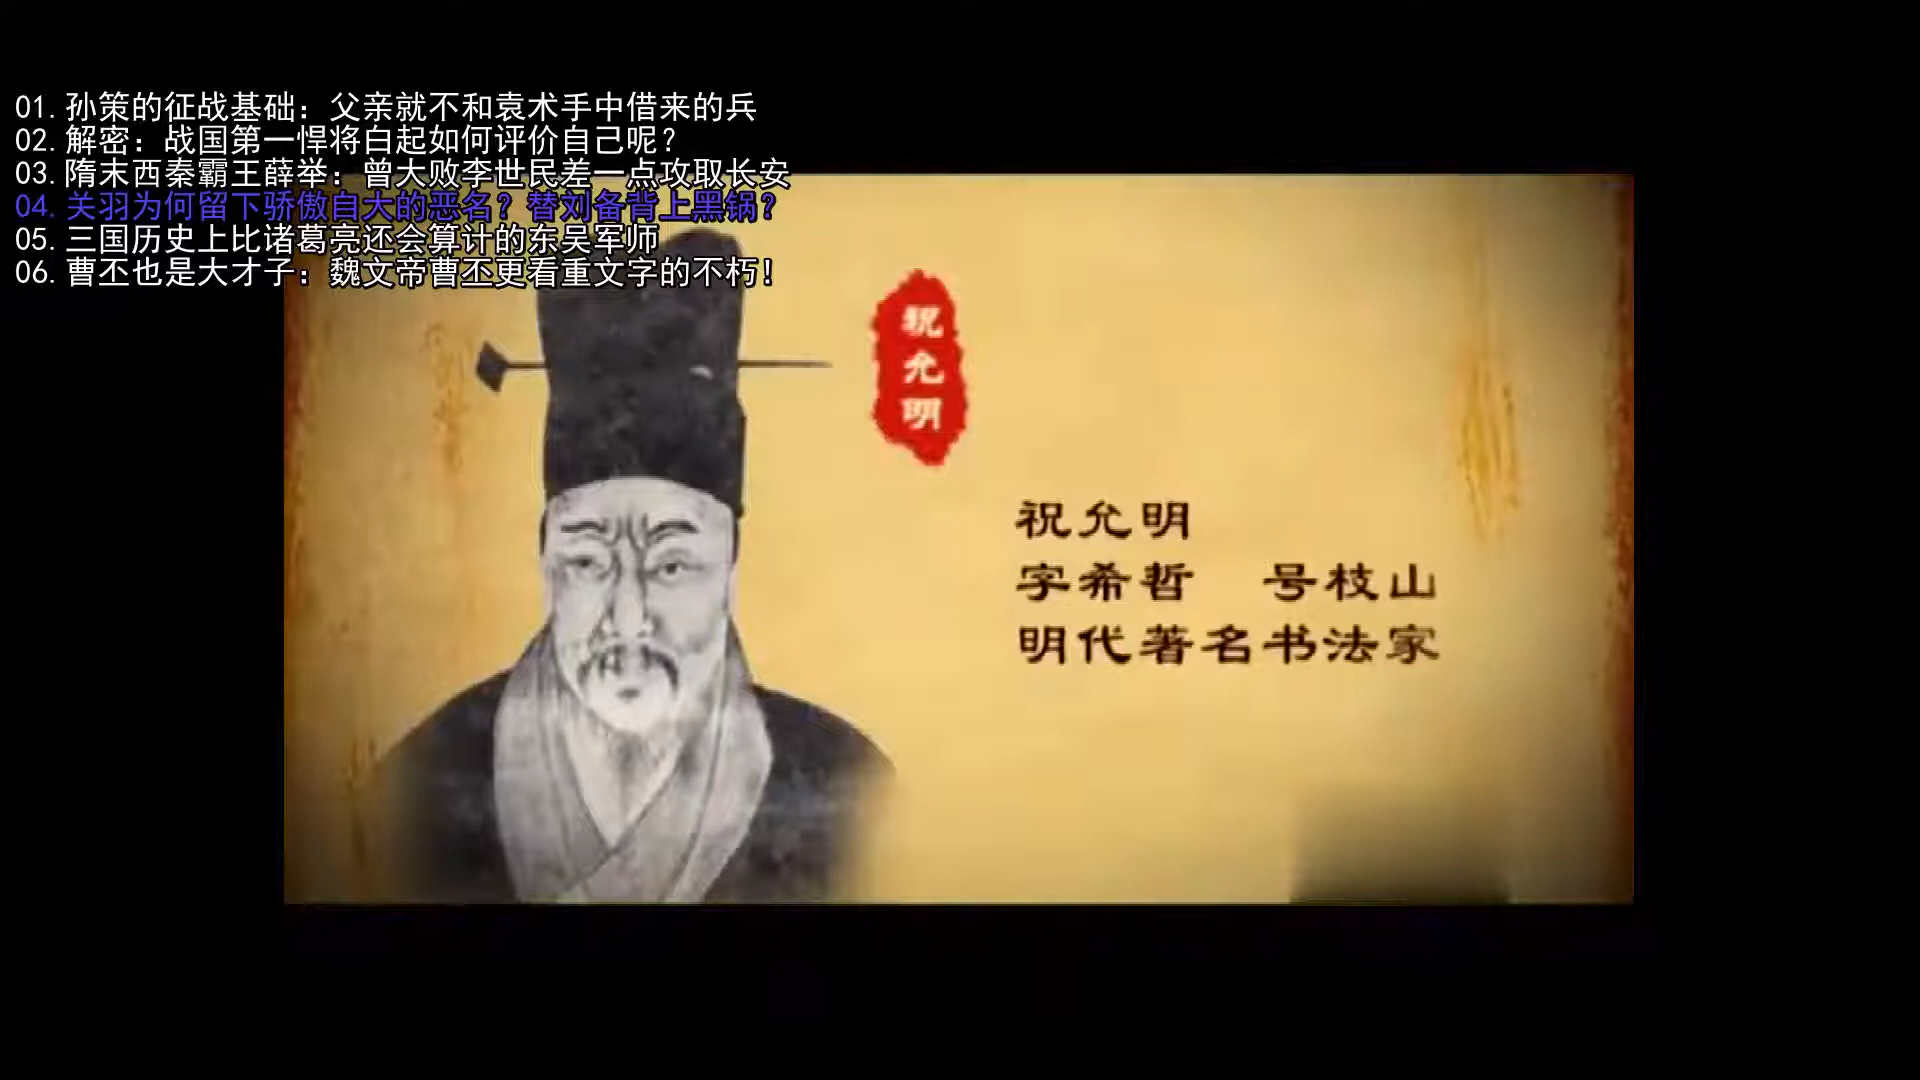 01. 孙策的征战基础：父亲就不和袁术手中借来的兵
02. 解密：战国第一悍将白起如何评价自己呢？
03. 隋末西秦霸王薛举：曾大败李世民差一点攻取长安
04. 关羽为何留下骄傲自大的恶名？替刘备背上黑锅？
05. 三国历史上比诸葛亮还会算计的东吴军师
06. 曹丕也是大才子：魏文帝曹丕更看重文字的不朽！
祝允明
祝允明
字希哲　号枝山
明代著名书法家